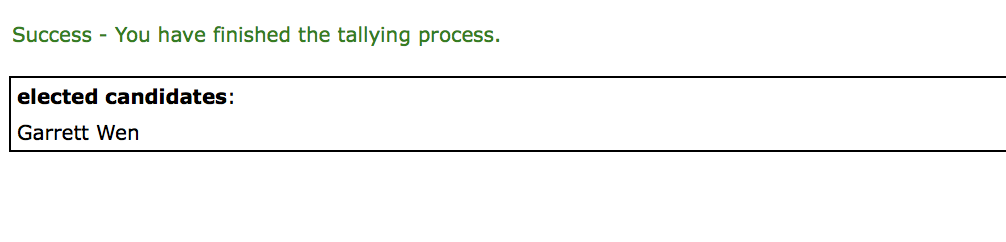 Success - You have finished the tallying process.
elected candidates:
Garrett Wen